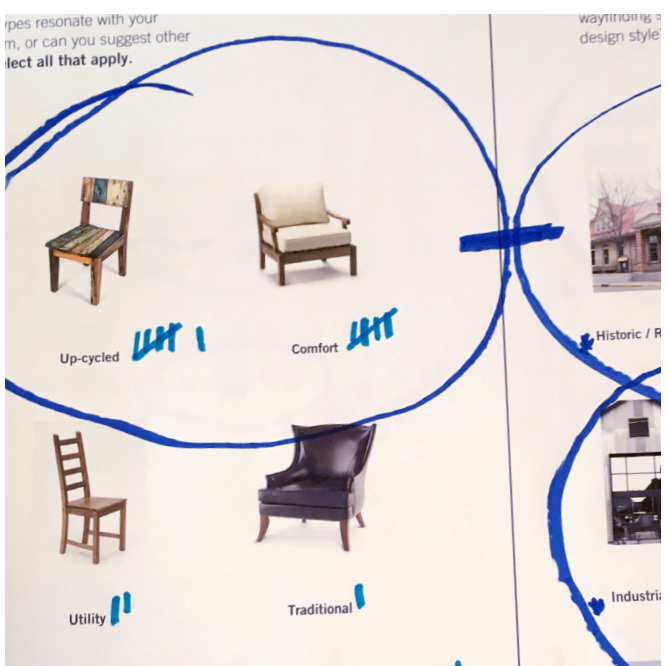 ypes resonate with your
m, or can you suggest other
lect all that apply.
wayfinding s
design style
Up-cycled
Comfort
Historic / R
Utility
Traditional
Industria